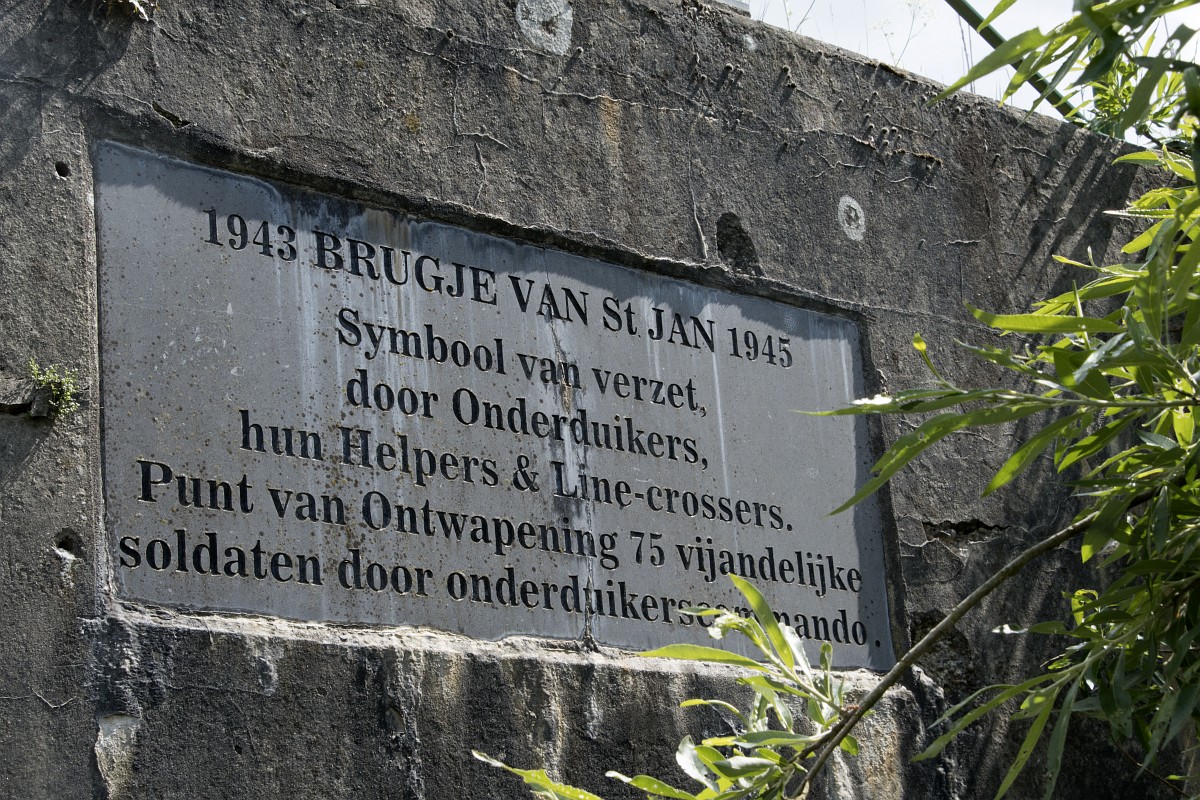 1943 BRUGJE VAN St JAN 1945
Symbool van verzet,
door Onderduikers,
hun Helpers & Line-crossers.
Punt van Ontwapening 75 vijandelijke
soldaten door onderduikerscommando.